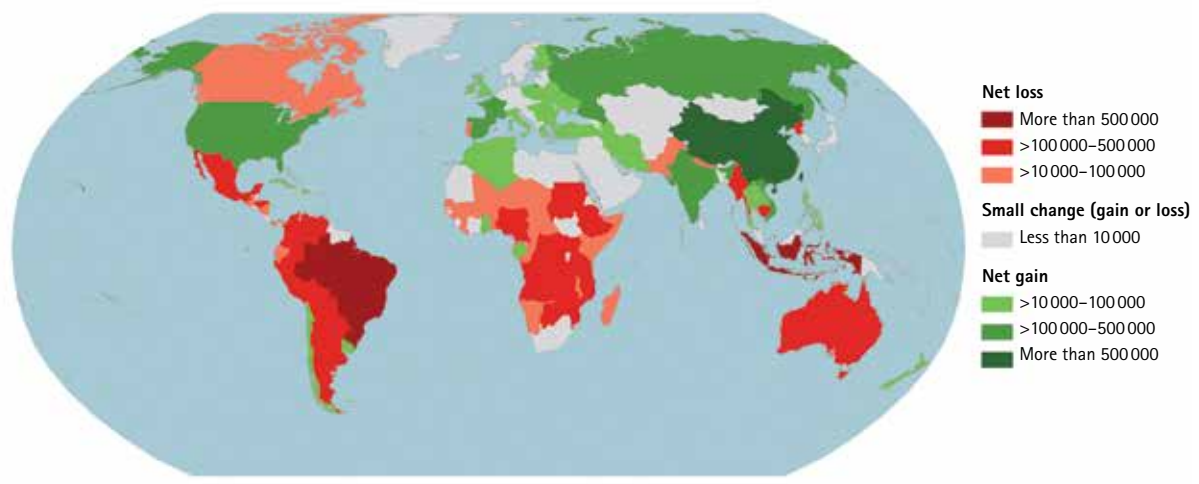 Net loss
More than 500 000
>100 000–500 000
>10 000–100 000
Small change (gain or loss)
Less than 10 000
Net gain
>10 000–100 000
>100 000–500 000
More than 500 000